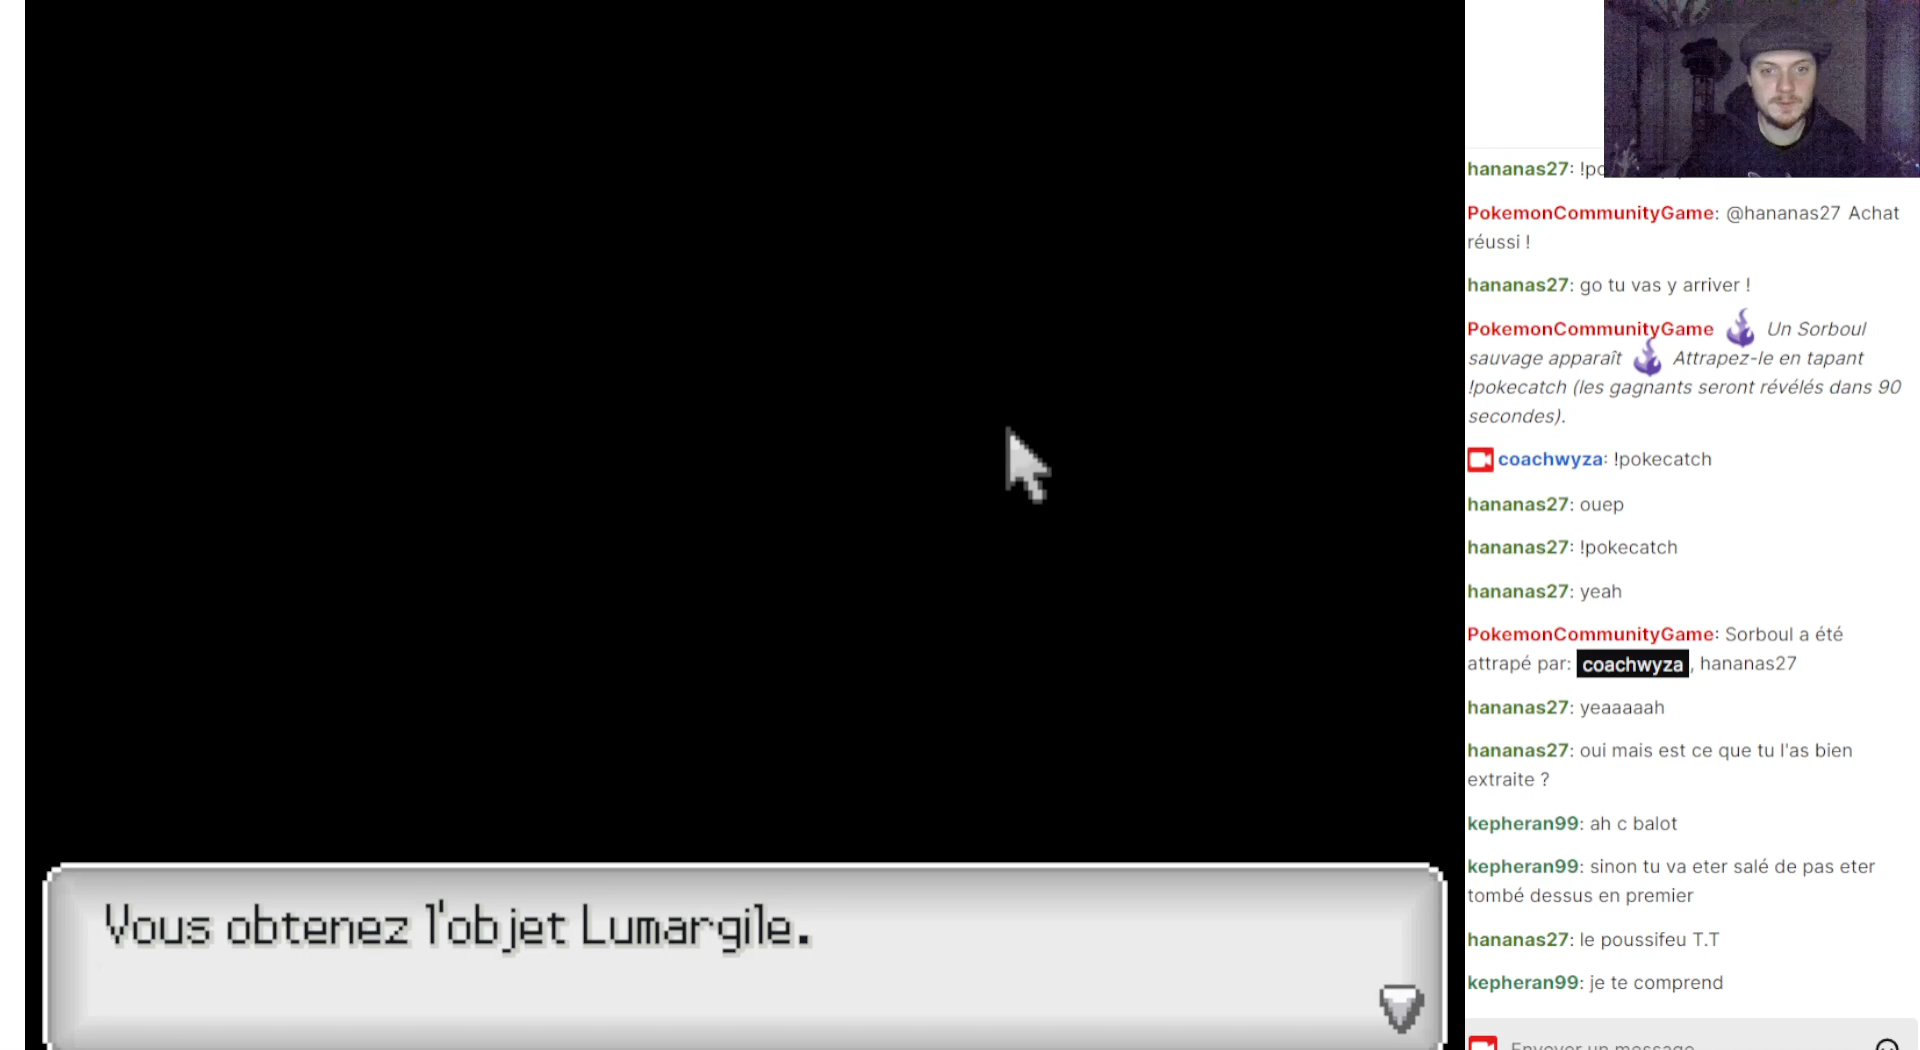 hananas27: !po
PokemonCommunityGame: @hananas27 Achat
réussi !
hananas27: go tu vas y arriver !
PokemonCommunityGame Un Sorboul
sauvage apparaît Attrapez-le en tapant
!pokecatch (les gagnants seront révélés dans 90
secondes).
coachwyza: !pokecatch
hananas27: ouep
hananas27: !pokecatch
hananas27: yeah
PokemonCommunityGame: Sorboul a été
attrapé par: coachwyza, hananas27
hananas27: yeaaaaah
hananas27: oui mais est ce que tu l'as bien
extraite ?
kepheran99: ah c balot
kepheran99: sinon tu va eter salé de pas eter
tombé dessus en premier
hananas27: le poussifeu T.T
kepheran99: je te comprend
Envoyer un message
Vous obtenez l'objet Lumargile.